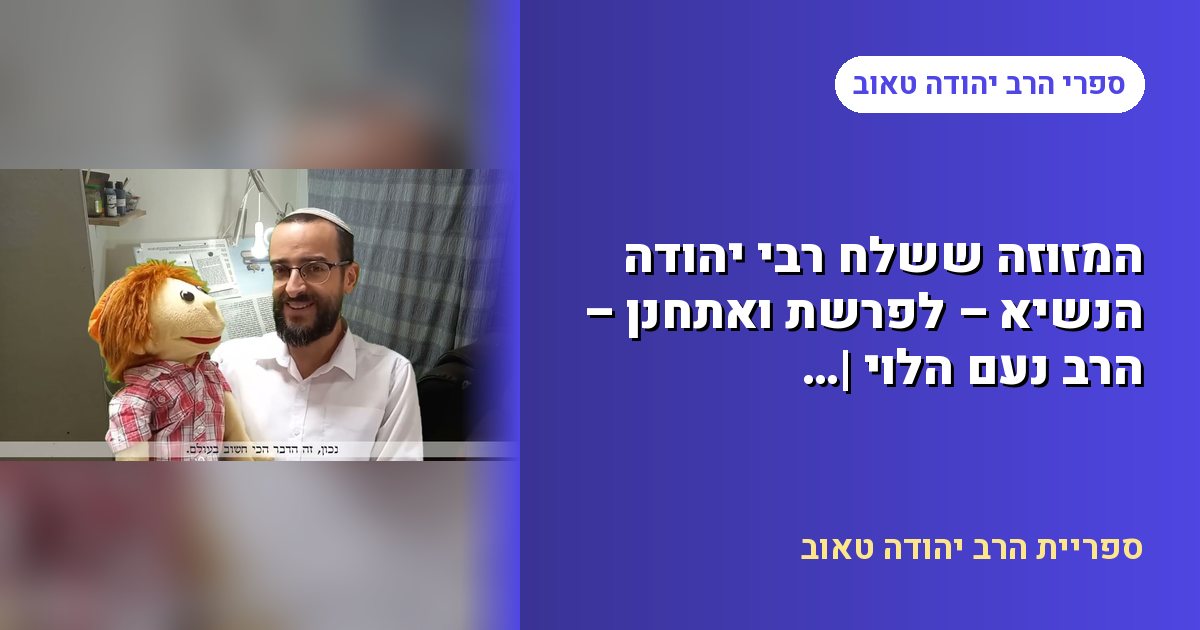 ספרי הרב יהודה טאוב
המזוזה ששלח רבי יהודה
הנשיא – לפרשת ואתחנן –
הרב נעם הלוי |...
נכון, זה הדבר הכי חשוב בעולם.
ספריית הרב יהודה טאוב